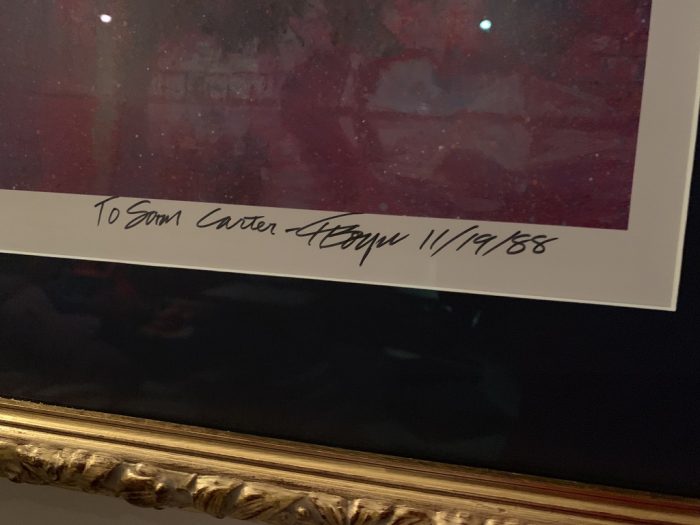 To Sam Carter - 11/19/88